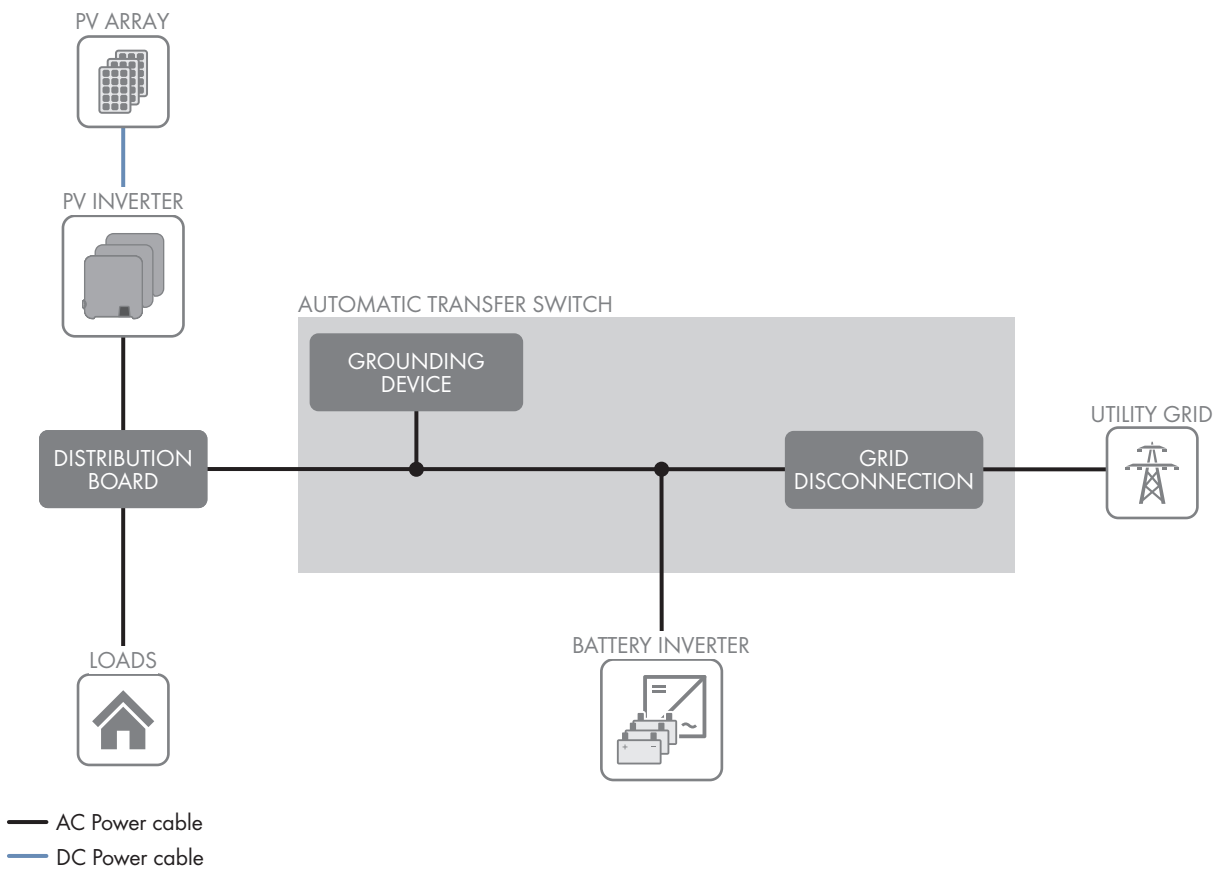 PV ARRAY
PV INVERTER
AUTOMATIC TRANSFER SWITCH
GROUNDING
DEVICE
UTILITY GRID
DISTRIBUTION
BOARD
GRID
DISCONNECTION
BATTERY INVERTER
LOADS
AC Power cable
DC Power cable